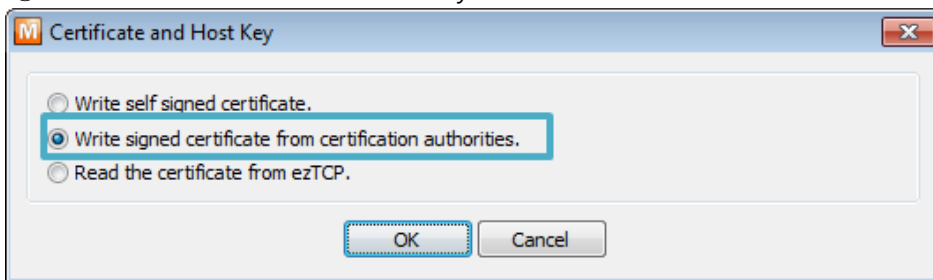 Certificate and Host Key
Write self signed certificate.
Write signed certificate from certification authorities.
Read the certificate from ezTCP.
OK Cancel